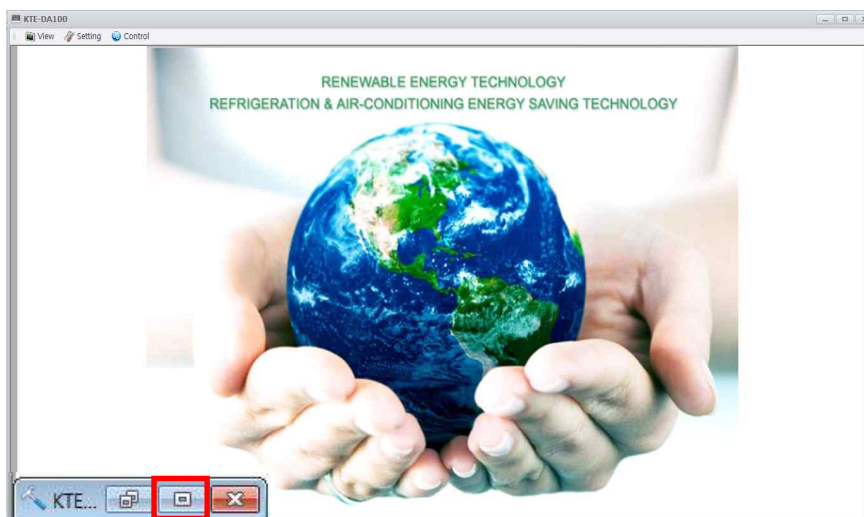 KTE-DA100
View Setting Control
RENEWABLE ENERGY TECHNOLOGY
REFRIGERATION & AIR-CONDITIONING ENERGY SAVING TECHNOLOGY
KTE...